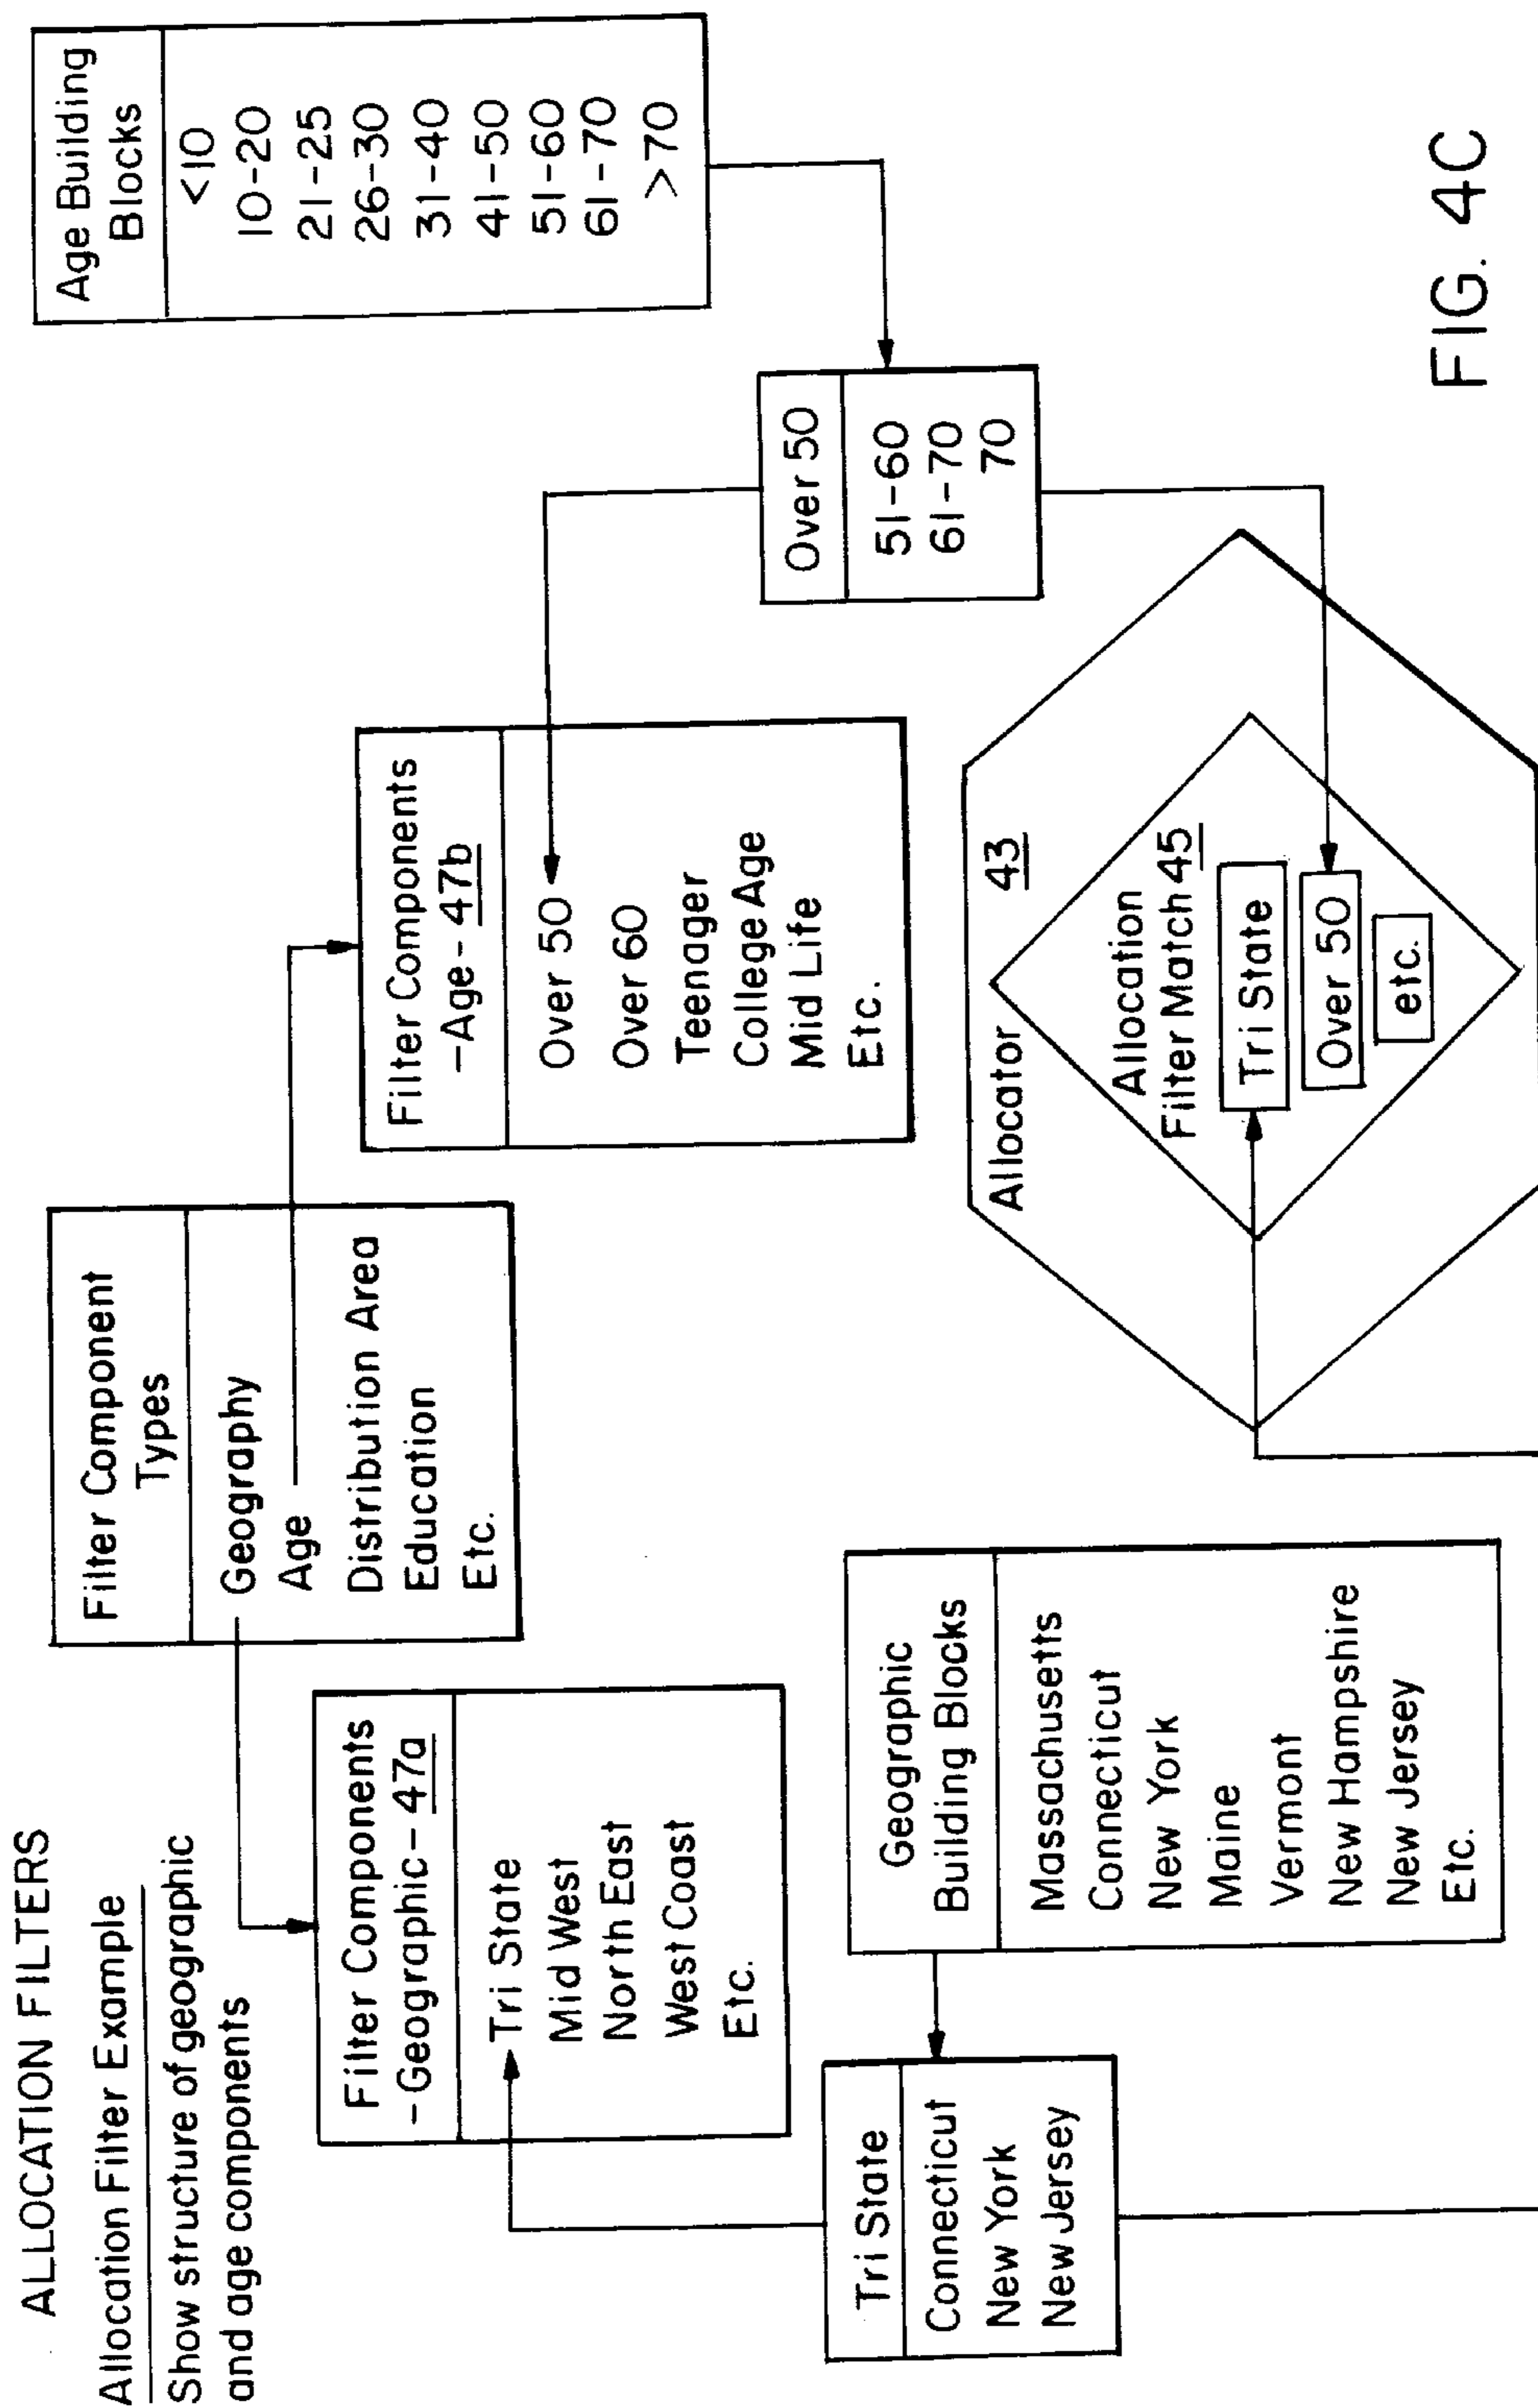 ALLOCATION FILTERS
Allocation Filter Example
Show structure of geographic
and age components
Filter Component
Types
Geography
Age
Distribution Area
Education
Etc.
Age Building
Blocks
<10
10-20
21-25
26-30
31-40
41-50
51-60
61-70
>70
Filter Components
-Geographic-47a
Tri State
Mid West
North East
West Coast
Etc.
Filter Components
-Age-47b
Over 50
Over 60
Teenager
College Age
Mid Life
Etc.
Over 50
51-60
61-70
70
Tri State
Connecticut
New York
New Jersey
Geographic
Building Blocks
Massachusetts
Connecticut
New York
Maine
Vermont
New Hampshire
New Jersey
Etc.
Allocator 43
Allocation
Filter Match 45
Tri State
Over 50
etc.
FIG. 4C